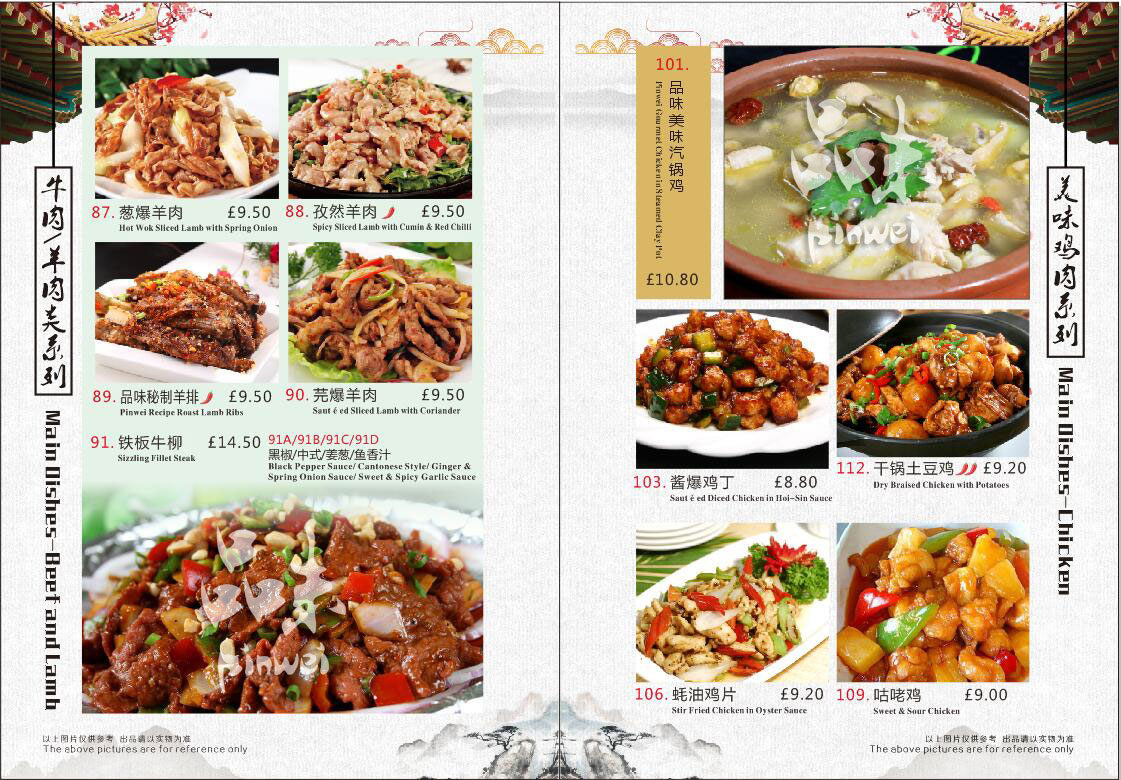 牛肉/羊肉类系列
Main Dishes-Beef and Lamb
87. 葱爆羊肉 £9.50
Hot Wok Sliced Lamb with Spring Onion
88. 孜然羊肉 £9.50
Spicy Sliced Lamb with Cumin & Red Chilli
89. 品味秘制羊排 £9.50
Pinwei Recipe Roast Lamb Ribs
90. 芫爆羊肉 £9.50
Saut é ed Sliced Lamb with Coriander
91. 铁板牛柳 £14.50
Sizzling Fillet Steak
91A/91B/91C/91D
黑椒/中式/姜葱/鱼香汁
Black Pepper Sauce/ Cantonese Style/ Ginger &
Spring Onion Sauce/ Sweet & Spicy Garlic Sauce
品味
pinwei
以上图片仅供参考 出品请以实物为准
The above pictures are for reference only
101.
品味美味汽锅鸡
Pinwei Gourmet Chicken in Steamed Clay Pot
£10.80
品味
pinwei
美味鸡肉系列
Main Dishes-Chicken
103. 酱爆鸡丁 £8.80
Saut é ed Diced Chicken in Hoi-Sin Sauce
112. 干锅土豆鸡 £9.20
Dry Braised Chicken with Potatoes
106. 蚝油鸡片 £9.20
Stir Fried Chicken in Oyster Sauce
109. 咕咾鸡 £9.00
Sweet & Sour Chicken
以上图片仅供参考 出品请以实物为准
The above pictures are for reference only